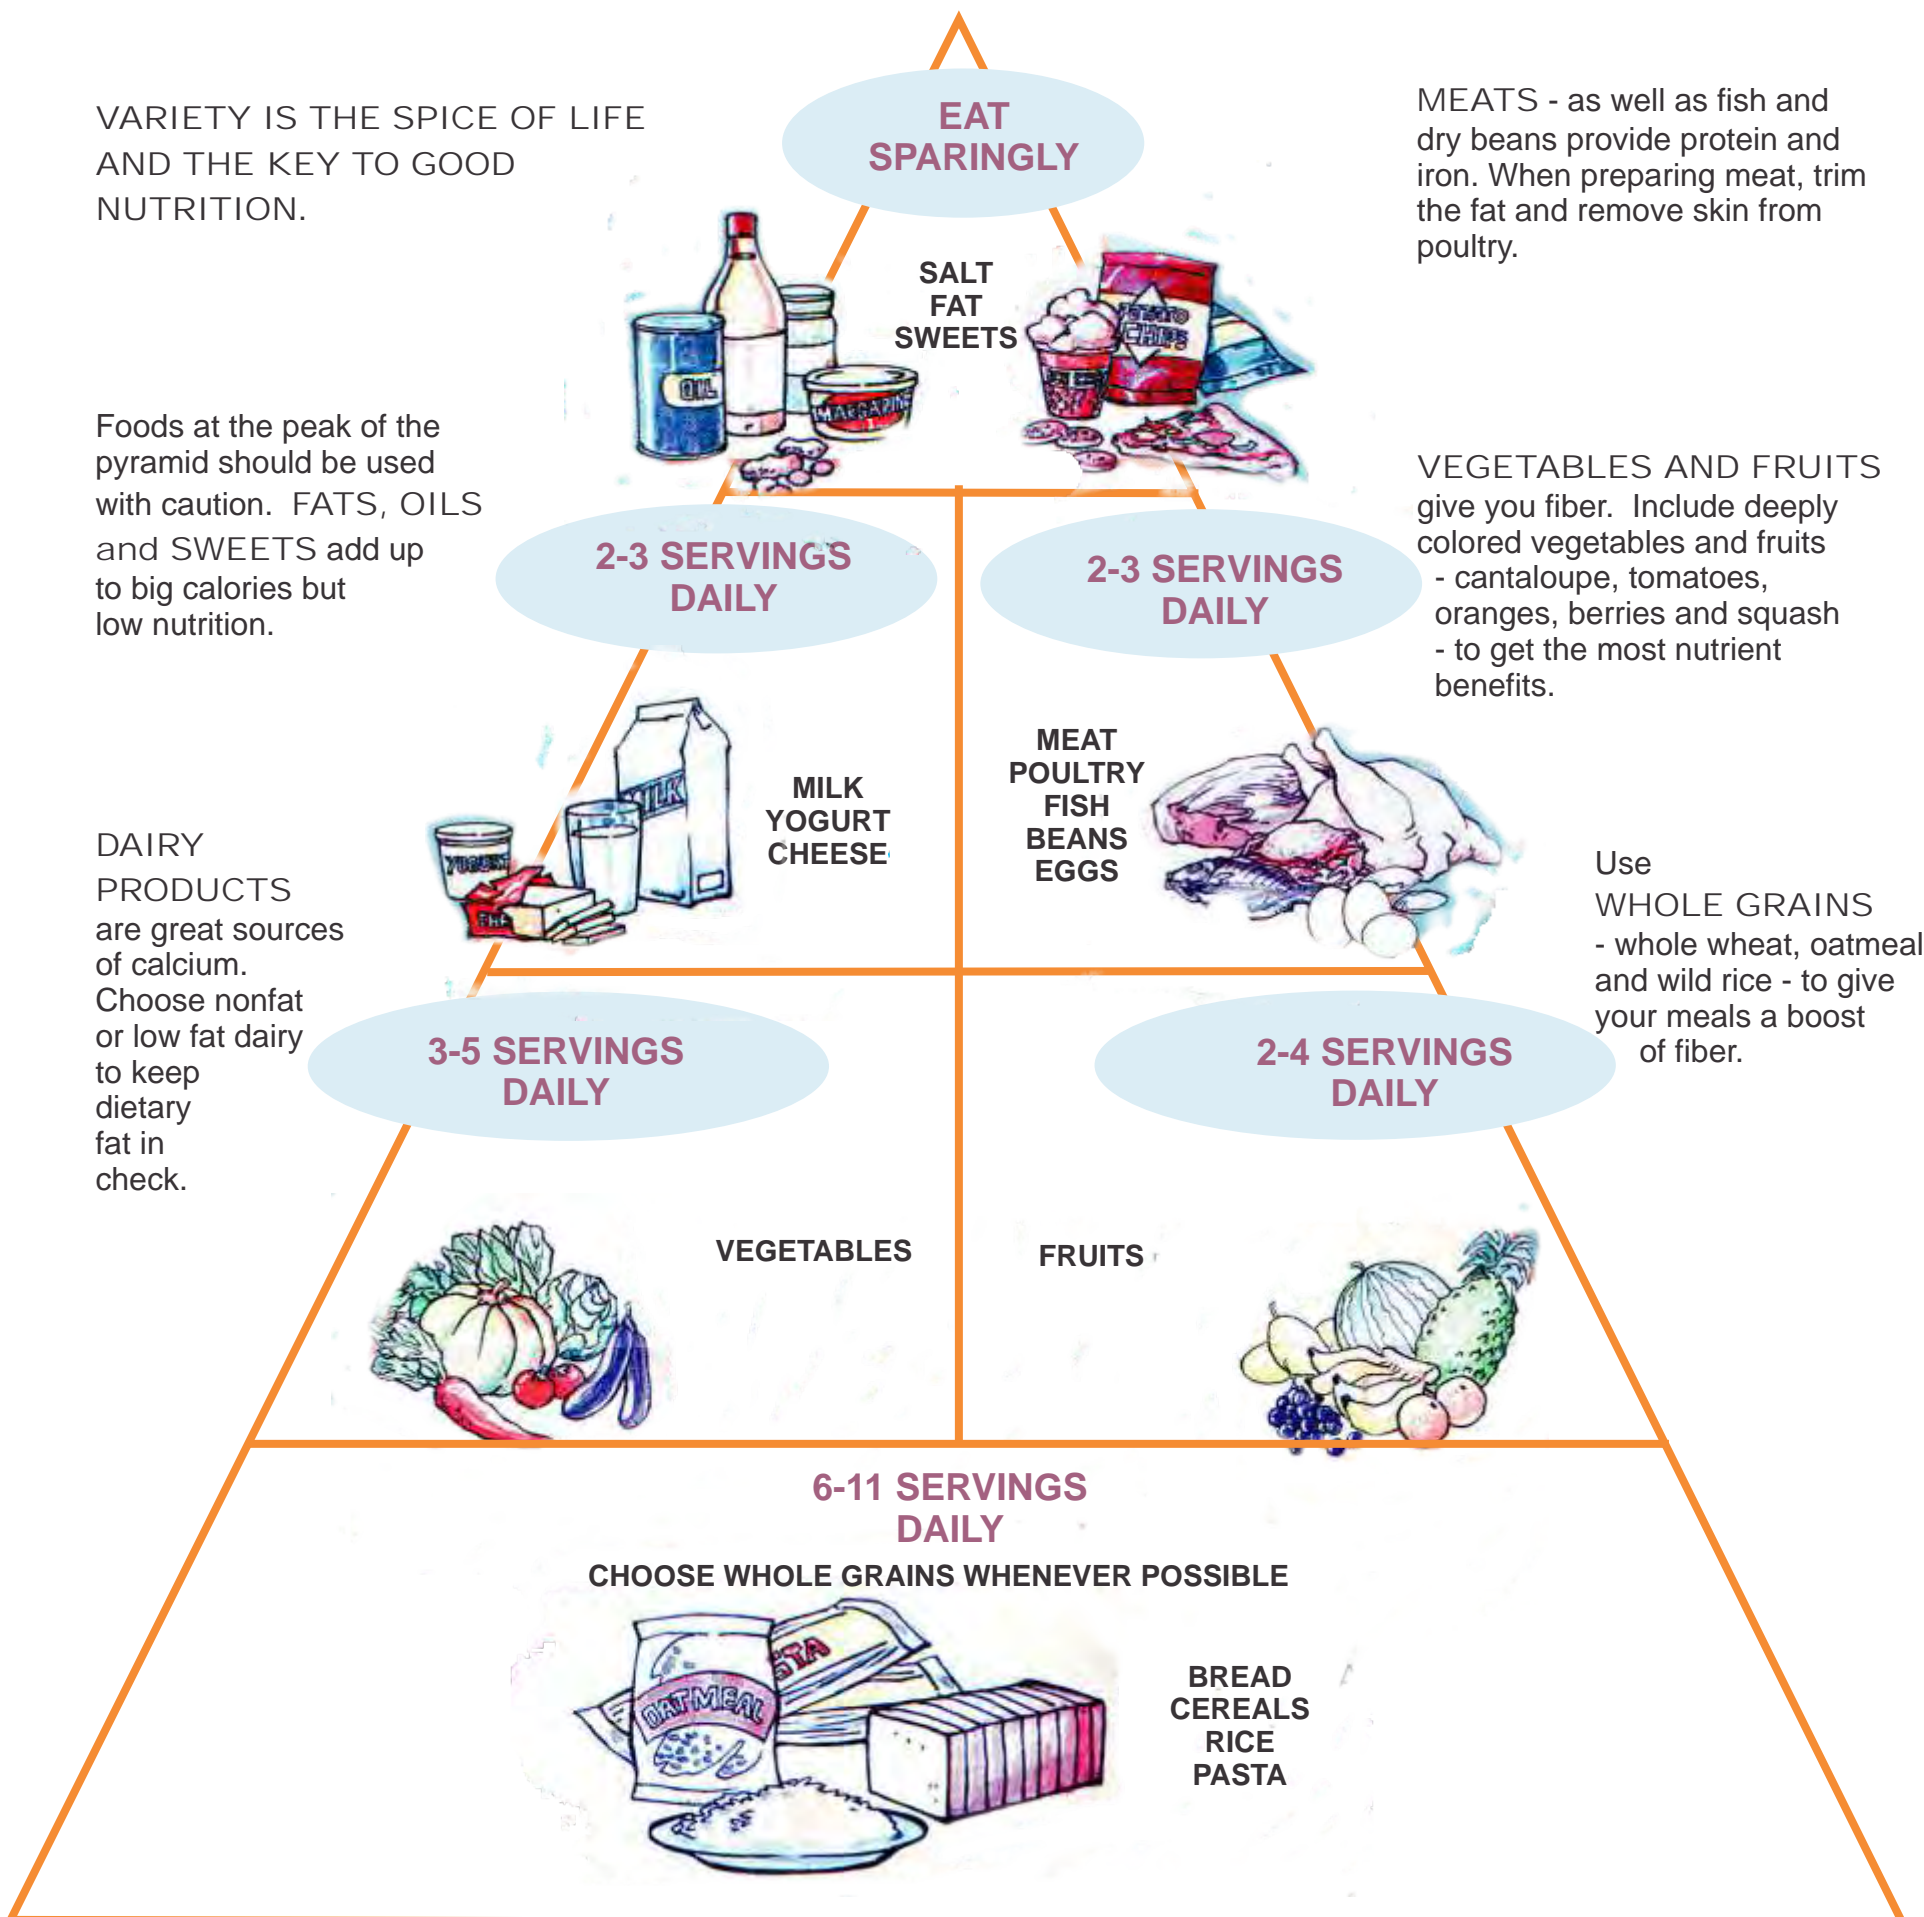 VARIETY IS THE SPICE OF LIFE
AND THE KEY TO GOOD
NUTRITION.
EAT
SPARINGLY
MEATS - as well as fish and
dry beans provide protein and
iron. When preparing meat, trim
the fat and remove skin from
poultry.
SALT
FAT
SWEETS
OIL
MARGARINE
POTATO
CHIPS
Foods at the peak of the
pyramid should be used
with caution. FATS, OILS
and SWEETS add up
to big calories but
low nutrition.
VEGETABLES AND FRUITS
give you fiber. Include deeply
colored vegetables and fruits
- cantaloupe, tomatoes,
oranges, berries and squash
- to get the most nutrient
benefits.
2-3 SERVINGS
DAILY
2-3 SERVINGS
DAILY
MILK
YOGURT
MILK
YOGURT
CHEESE
MEAT
POULTRY
FISH
BEANS
EGGS
DAIRY
PRODUCTS
are great sources
of calcium.
Choose nonfat
or low fat dairy
to keep
dietary
fat in
check.
Use
WHOLE GRAINS
- whole wheat, oatmeal
and wild rice - to give
your meals a boost
of fiber.
3-5 SERVINGS
DAILY
2-4 SERVINGS
DAILY
VEGETABLES
FRUITS
6-11 SERVINGS
DAILY
CHOOSE WHOLE GRAINS WHENEVER POSSIBLE
OATMEAL
STA
BREAD
CEREALS
RICE
PASTA